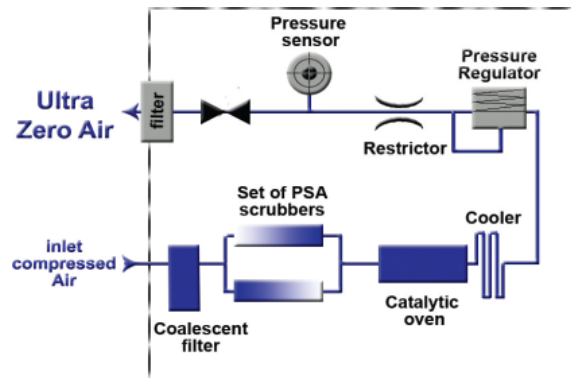 Pressure
sensor
Pressure
Regulator
Ultra
Zero Air
filter
Restrictor
Set of PSA
scrubbers
Cooler
inlet
compressed
Air
Catalytic
oven
Coalescent
filter